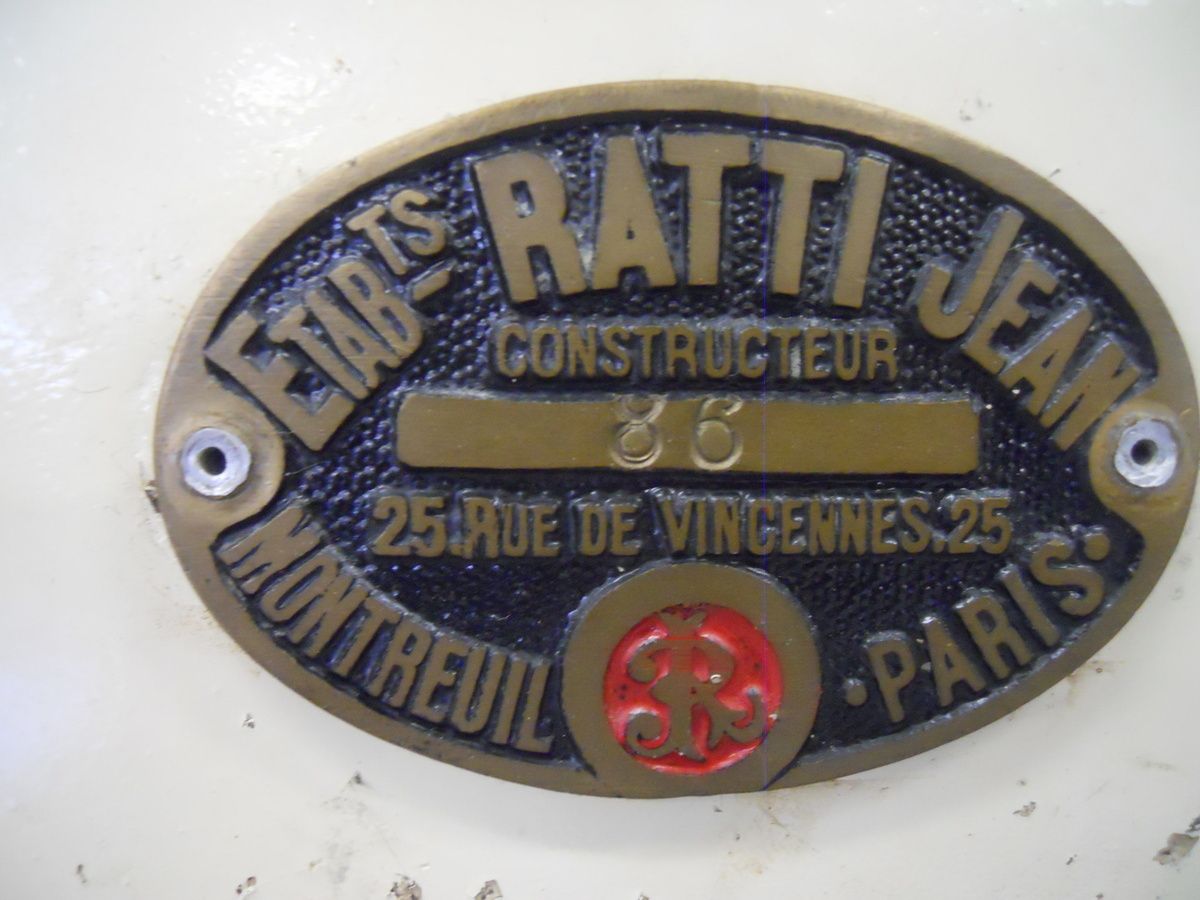 ETABTS RATTI JEAN
CONSTRUCTEUR
86
25.RUE DE VINCENNES.25
MONTREUIL
·PARIS·
R